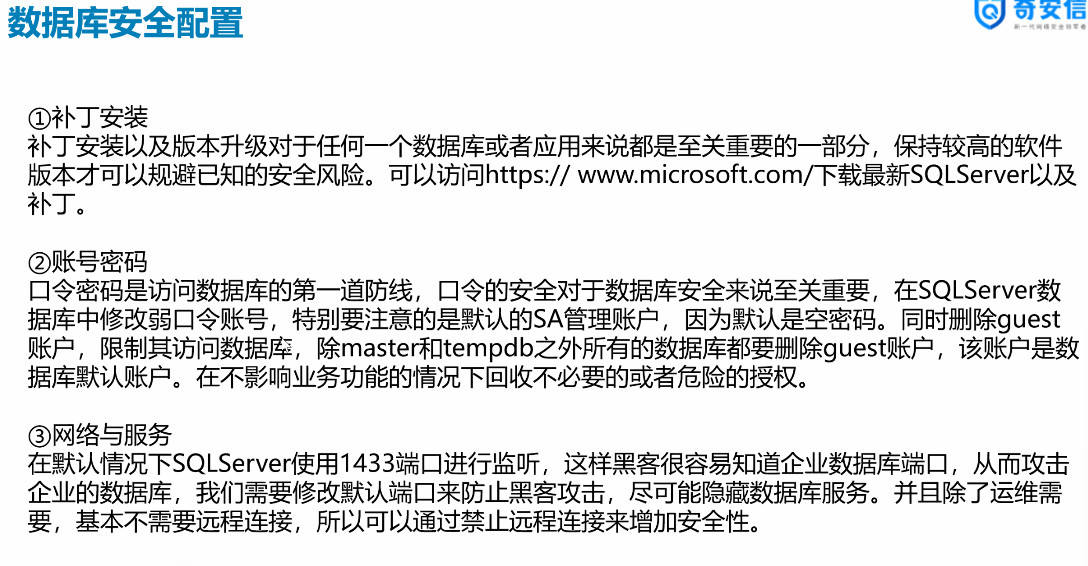 数据库安全配置
奇安信
新一代网络安全领军者
①补丁安装
补丁安装以及版本升级对于任何一个数据库或者应用来说都是至关重要的一部分，保持较高的软件
版本才可以规避已知的安全风险。可以访问https:// www.microsoft.com/下载最新SQLServer以及
补丁。
②账号密码
口令密码是访问数据库的第一道防线，口令的安全对于数据库安全来说至关重要，在SQLServer数
据库中修改弱口令账号，特别要注意的是默认的SA管理账户，因为默认是空密码。同时删除guest
账户，限制其访问数据库，除master和tempdb之外所有的数据库都要删除guest账户，该账户是数
据库默认账户。在不影响业务功能的情况下回收不必要的或者危险的授权。
③网络与服务
在默认情况下SQLServer使用1433端口进行监听，这样黑客很容易知道企业数据库端口，从而攻击
企业的数据库，我们需要修改默认端口来防止黑客攻击，尽可能隐藏数据库服务。并且除了运维需
要，基本不需要远程连接，所以可以通过禁止远程连接来增加安全性。